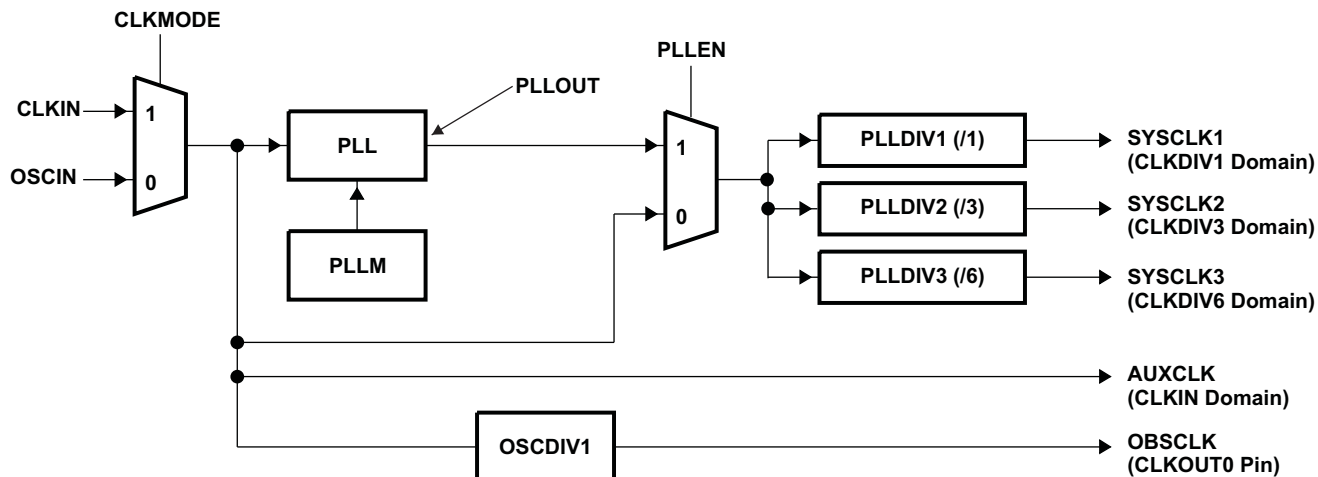 CLKMODE
PLLEN
PLLOUT
CLKIN
1
OSCIN
0
PLL
PLLM
1
0
PLLDIV1 (/1)
SYSCLK1
(CLKDIV1 Domain)
PLLDIV2 (/3)
SYSCLK2
(CLKDIV3 Domain)
PLLDIV3 (/6)
SYSCLK3
(CLKDIV6 Domain)
AUXCLK
(CLKIN Domain)
OSCDIV1
OBSCLK
(CLKOUT0 Pin)